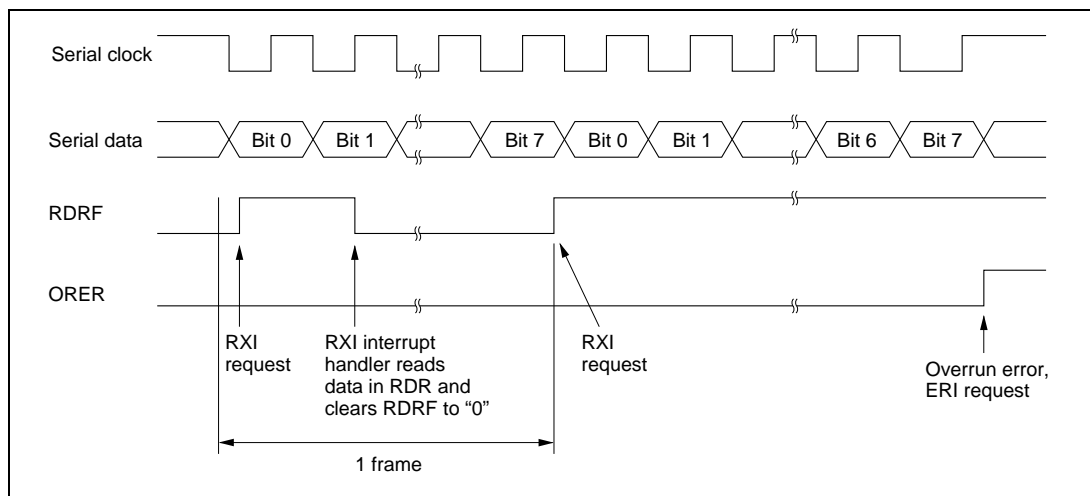 Serial clock
Serial data
Bit 0
Bit 1
Bit 7
Bit 0
Bit 1
Bit 6
Bit 7
RDRF
ORER
RXI
request
RXI interrupt
handler reads
data in RDR and
clears RDRF to “0”
RXI
request
Overrun error,
ERI request
1 frame